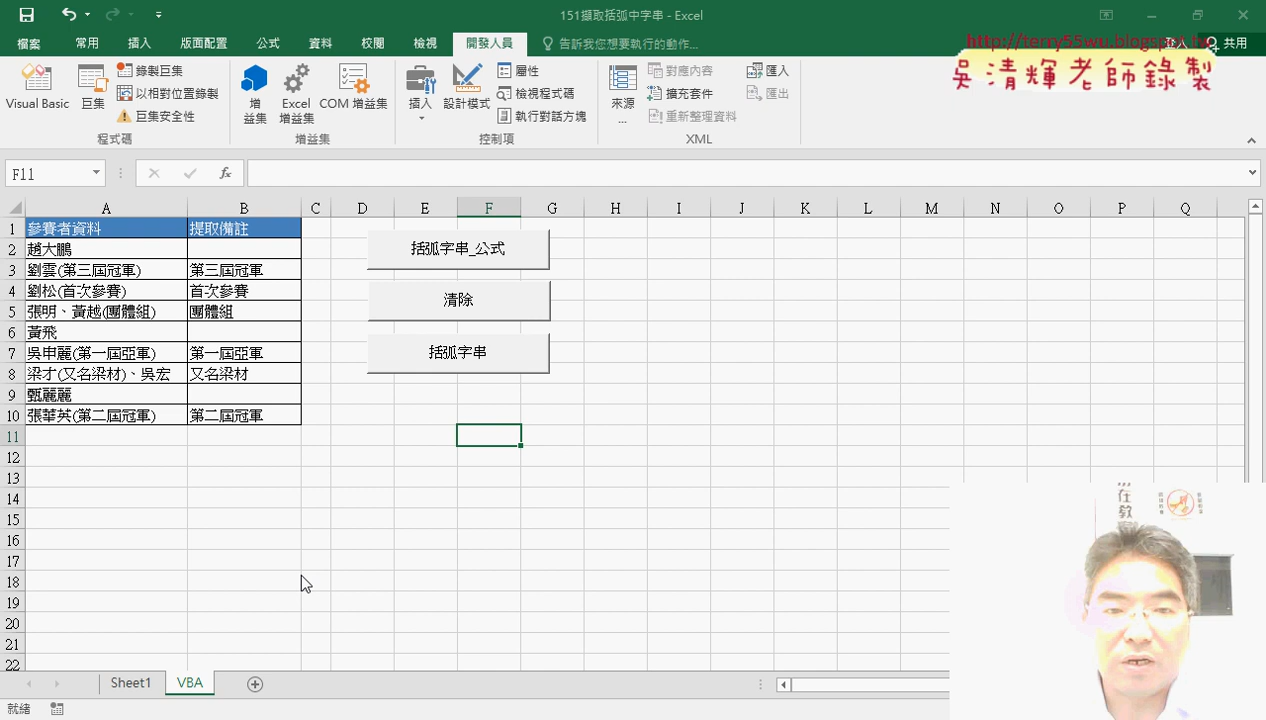 151擷取括弧中字串 - Excel
檔案 常用 插入 版面配置 公式 資料 校閱 檢視 開發人員 告訴我您想要執行的動作... 登入 共用
http://terry55wu.blogspot.tw
吳清輝老師錄製
Visual Basic 巨集 錄製巨集 以相對位置錄製 巨集安全性
增益集 Excel 增益集 COM 增益集
插入 設計模式 屬性 檢視程式碼 執行對話方塊
來源... 對應內容 擴充套件 重新整理資料 匯入 匯出
程式碼 增益集 控制項 XML
F11 fx
A B C D E F G H I J K L M N O P Q
1 參賽者資料 提取備註
2 趙大鵬
3 劉雲(第三屆冠軍) 第三屆冠軍
4 劉松(首次參賽) 首次參賽
5 張明、黃越(團體組) 團體組
6 黃飛
7 吳申麗(第一屆亞軍) 第一屆亞軍
8 梁才(又名梁材)、吳宏 又名梁材
9 甄麗麗
10 張華英(第二屆冠軍) 第二屆冠軍
括弧字串_公式
清除
括弧字串
11
12
13
14
15
16
17
18
19
20
21
22
Sheet1 VBA
就緒
在教